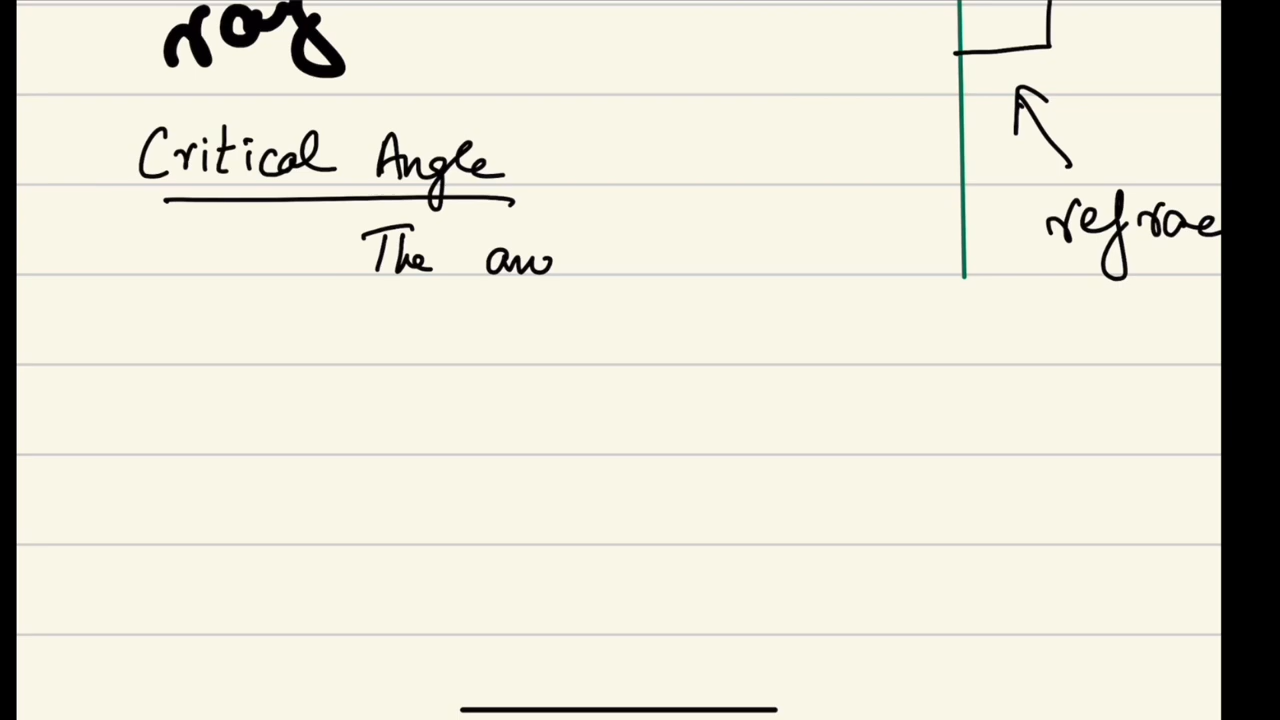 ray
Critical Angle
The an
refrac